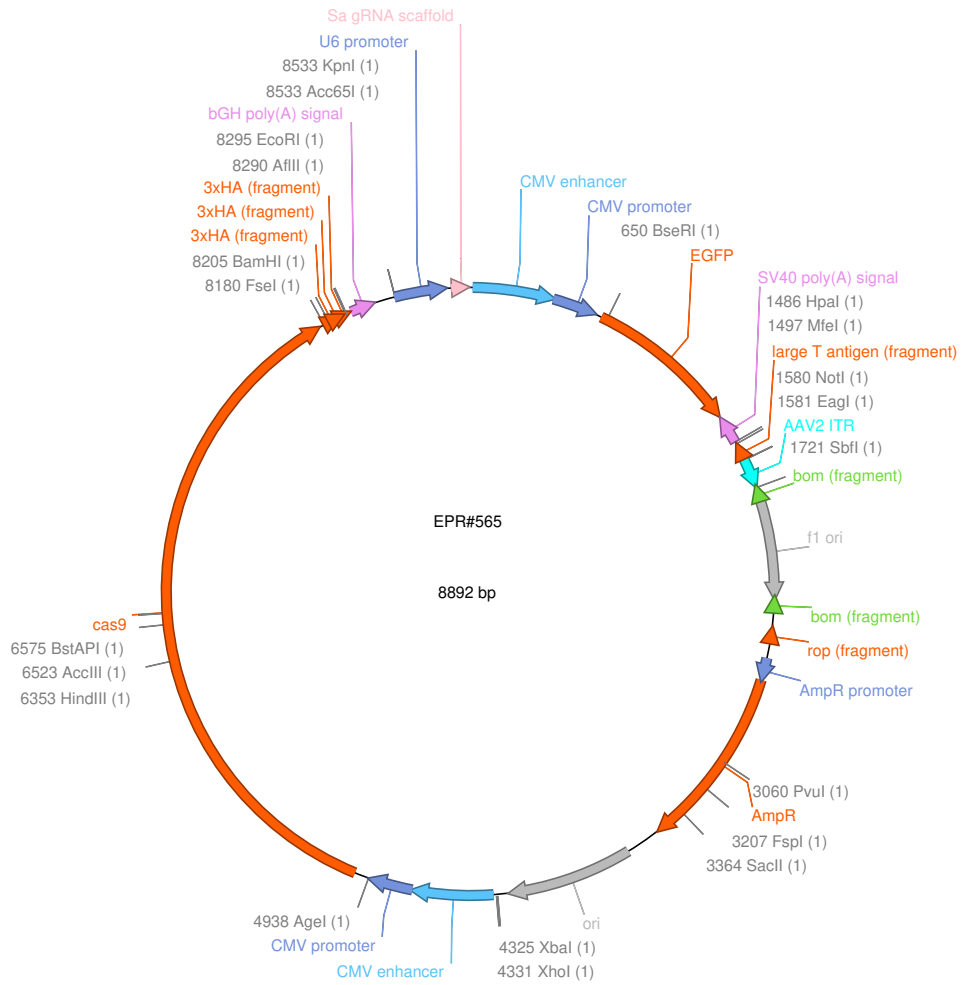 Sa gRNA scaffold
U6 promoter
8533 KpnI (1)
8533 Acc65I (1)
bGH poly(A) signal
8295 EcoRI (1)
8290 AflII (1)
3xHA (fragment)
3xHA (fragment)
3xHA (fragment)
8205 BamHI (1)
8180 FseI (1)
CMV enhancer
CMV promoter
650 BseRI (1)
EGFP
SV40 poly(A) signal
1486 HpaI (1)
1497 MfeI (1)
large T antigen (fragment)
1580 NotI (1)
1581 EagI (1)
AAV2 ITR
1721 SbfI (1)
bom (fragment)
f1 ori
EPR#565
8892 bp
bom (fragment)
rop (fragment)
AmpR promoter
cas9
6575 BstAPI (1)
6523 AccIII (1)
6353 HindIII (1)
3060 PvuI (1)
AmpR
3207 FspI (1)
3364 SacII (1)
4938 AgeI (1)
CMV promoter
CMV enhancer
ori
4325 XbaI (1)
4331 XhoI (1)